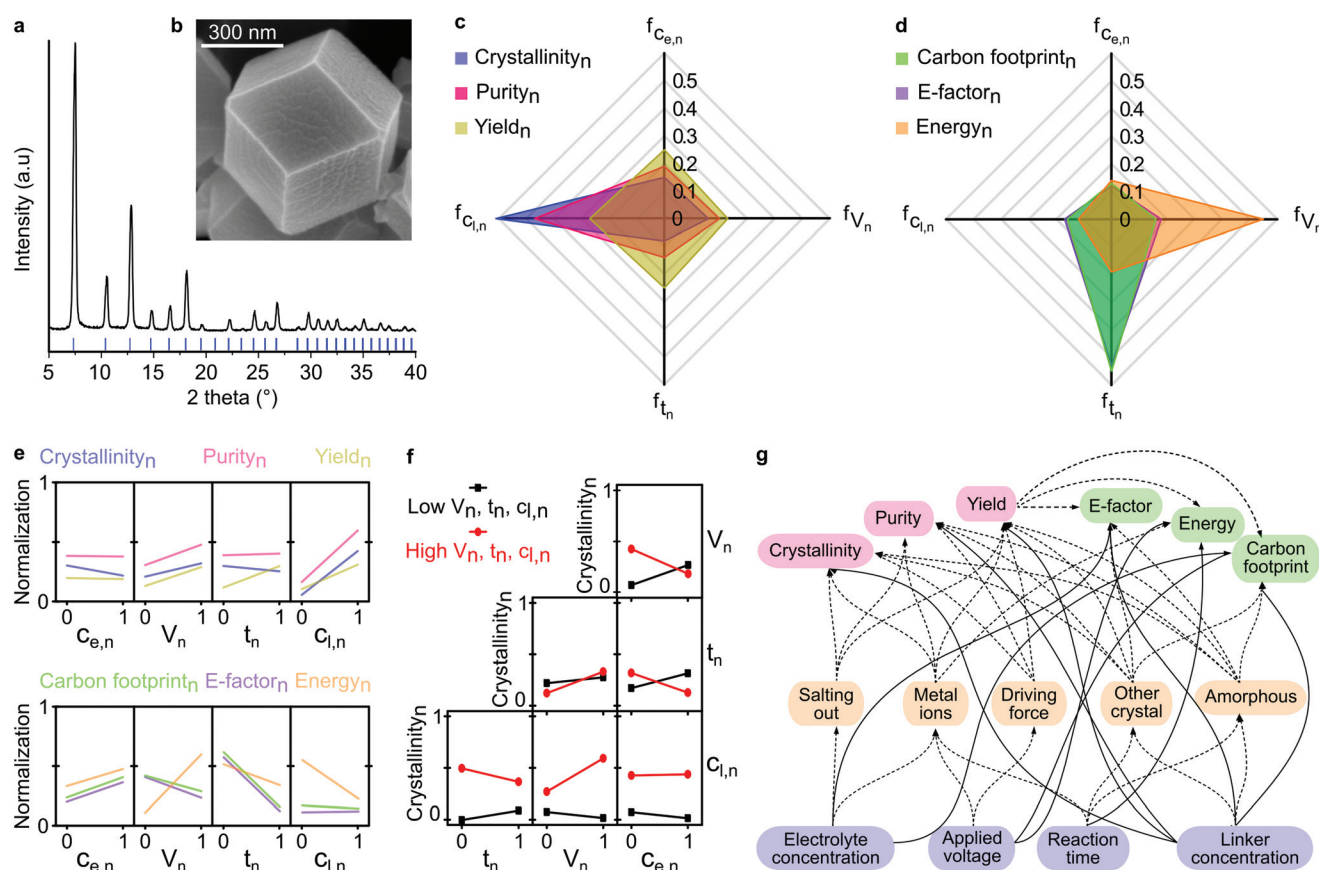 a
Intensity (a.u)
5 10 15 20 25 30 35 40
2 theta (°)
b
300 nm
c
Crystallinityn
Purityn
Yieldn
fCe,n
0.5
0.4
0.3
0.2
0.1
0
fCl,n
fVn
ftn
d
Carbon footprintn
E-factorn
Energyn
fCe,n
0.5
0.4
0.3
0.2
0.1
0
fCl,n
fVn
ftn
e
Crystallinityn Purityn Yieldn
Normalization
1
0
0 1 0 1 0 1 0 1
Ce,n Vn tn Cl,n
Carbon footprintn E-factorn Energyn
Normalization
1
0
0 1 0 1 0 1 0 1
Ce,n Vn tn Cl,n
f
Low Vn, tn, cl,n
High Vn, tn, cl,n
Crystallinityn
1
0
Vn
Crystallinityn
1
0
tn
Crystallinityn
1
0
Cl,n
0 1 0 1 0 1
tn Vn Ce,n
g
Yield
E-factor
Purity
Energy
Crystallinity
Carbon
footprint
Salting
out
Metal
ions
Driving
force
Other
crystal
Amorphous
Electrolyte
concentration
Applied
voltage
Reaction
time
Linker
concentration